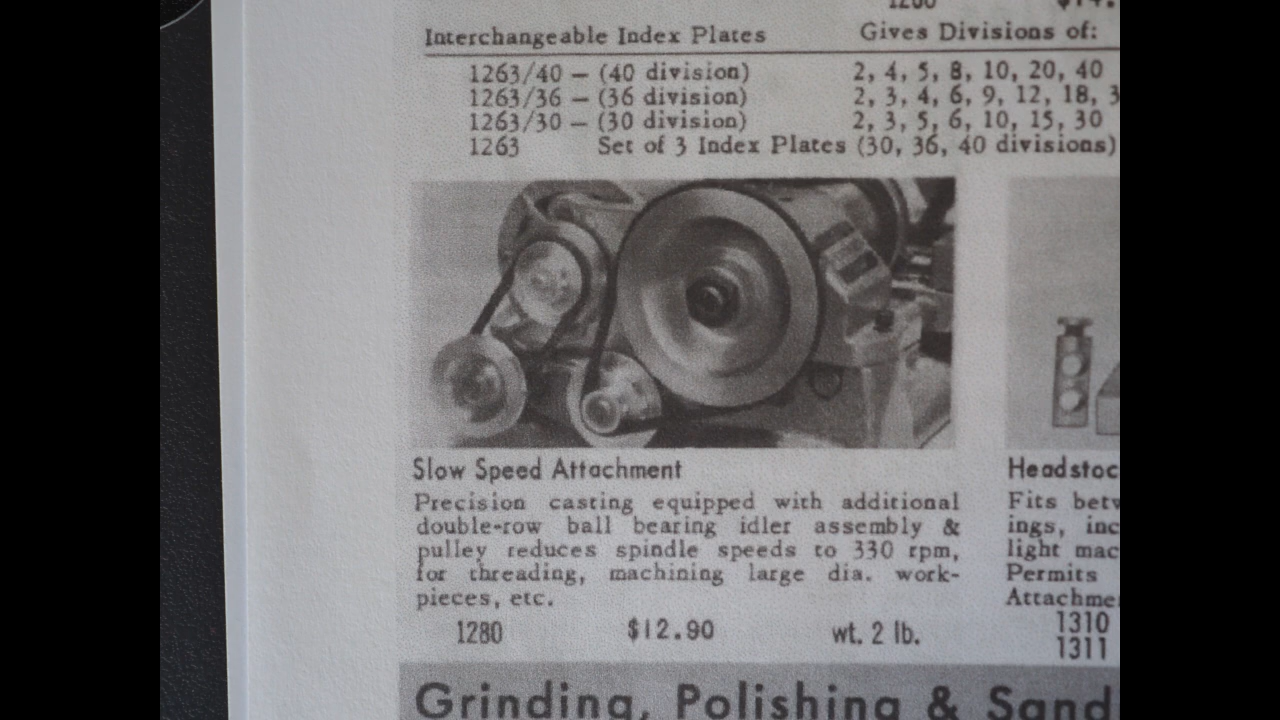 Interchangeable Index Plates Gives Divisions of:
1263/40 – (40 division) 2, 4, 5, 8, 10, 20, 40
1263/36 – (36 division) 2, 3, 4, 6, 9, 12, 18, 3
1263/30 – (30 division) 2, 3, 5, 6, 10, 15, 30
1263 Set of 3 Index Plates (30, 36, 40 divisions)
Slow Speed Attachment
Precision casting equipped with additional
double-row ball bearing idler assembly &
pulley reduces spindle speeds to 330 rpm,
for threading, machining large dia. work-
pieces, etc.
1280 $12.90 wt. 2 lb.
Headstoc
Fits betw
ings, inc
light mac
Permits
Attachme
1310
1311
Grinding, Polishing & Sand